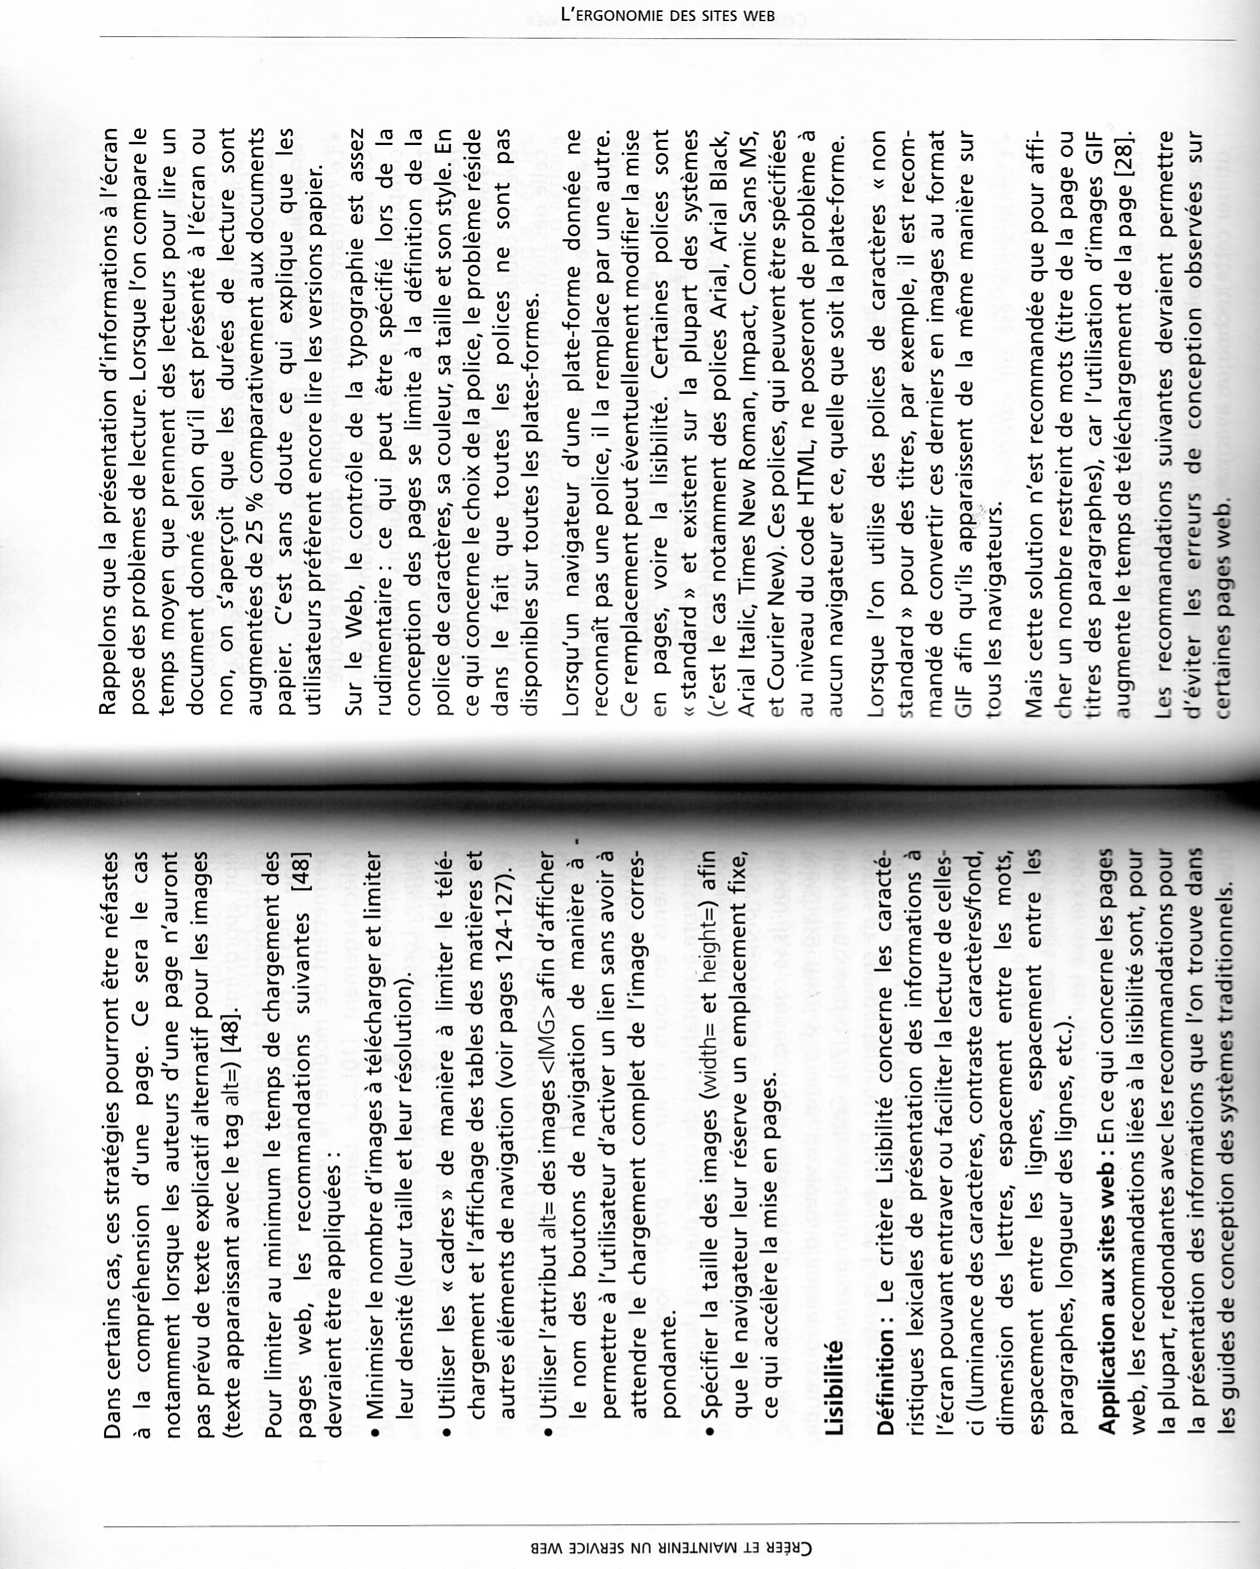 CRÉER ET MAINTENIR UN SERVICE WEB
Dans certains cas, ces stratégies pourront être néfastes
à la compréhension d'une page. Ce sera le cas
notamment lorsque les auteurs d'une page n'auront
pas prévu de texte explicatif alternatif pour les images
(texte apparaissant avec le tag alt=) [48].
Pour limiter au minimum le temps de chargement des
pages web, les recommandations suivantes [48]
devraient être appliquées :
• Minimiser le nombre d'images à télécharger et limiter
leur densité (leur taille et leur résolution).
• Utiliser les « cadres » de manière à limiter le télé-
chargement et l'affichage des tables des matières et
autres éléments de navigation (voir pages 124-127).
• Utiliser l'attribut alt= des images <IMG> afin d'afficher
le nom des boutons de navigation de manière à -
permettre à l'utilisateur d'activer un lien sans avoir à
attendre le chargement complet de l'image corres-
pondante.
• Spécifier la taille des images (width= et height=) afin
que le navigateur leur réserve un emplacement fixe,
ce qui accélère la mise en pages.
Lisibilité
Définition : Le critère Lisibilité concerne les caracté-
ristiques lexicales de présentation des informations à
l'écran pouvant entraver ou faciliter la lecture de celles-
ci (luminance des caractères, contraste caractères/fond,
dimension des lettres, espacement entre les mots,
espacement entre les lignes, espacement entre les
paragraphes, longueur des lignes, etc.).
Application aux sites web : En ce qui concerne les pages
web, les recommandations liées à la lisibilité sont, pour
la plupart, redondantes avec les recommandations pour
la présentation des informations que l'on trouve dans
les guides de conception des systèmes traditionnels.
L'ERGONOMIE DES SITES WEB
Rappelons que la présentation d'informations à l'écran
pose des problèmes de lecture. Lorsque l'on compare le
temps moyen que prennent des lecteurs pour lire un
document donné selon qu'il est présenté à l'écran ou
non, on s'aperçoit que les durées de lecture sont
augmentées de 25 % comparativement aux documents
papier. C'est sans doute ce qui explique que les
utilisateurs préfèrent encore lire les versions papier.
Sur le Web, le contrôle de la typographie est assez
rudimentaire : ce qui peut être spécifié lors de la
conception des pages se limite à la définition de la
police de caractères, sa couleur, sa taille et son style. En
ce qui concerne le choix de la police, le problème réside
dans le fait que toutes les polices ne sont pas
disponibles sur toutes les plates-formes.
Lorsqu'un navigateur d'une plate-forme donnée ne
reconnaît pas une police, il la remplace par une autre.
Ce remplacement peut éventuellement modifier la mise
en pages, voire la lisibilité. Certaines polices sont
« standard » et existent sur la plupart des systèmes
(c'est le cas notamment des polices Arial, Arial Black,
Arial Italic, Times New Roman, Impact, Comic Sans MS,
et Courier New). Ces polices, qui peuvent être spécifiées
au niveau du code HTML, ne poseront de problème à
aucun navigateur et ce, quelle que soit la plate-forme.
Lorsque l'on utilise des polices de caractères « non
standard » pour des titres, par exemple, il est recom-
mandé de convertir ces derniers en images au format
GIF afin qu'ils apparaissent de la même manière sur
tous les navigateurs.
Mais cette solution n'est recommandée que pour affi-
cher un nombre restreint de mots (titre de la page ou
titres des paragraphes), car l'utilisation d'images GIF
augmente le temps de téléchargement de la page [28].
Les recommandations suivantes devraient permettre
d'éviter les erreurs de conception observées sur
certaines pages web.